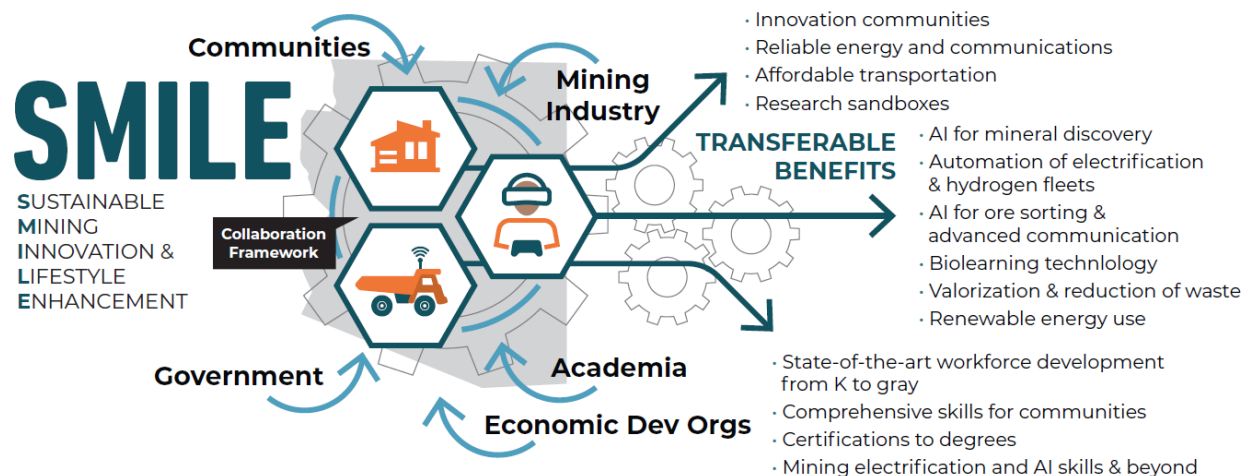 SMILE
SUSTAINABLE
MINING
INNOVATION &
LIFESTYLE
ENHANCEMENT
Communities
Mining
Industry
Collaboration
Framework
Government
Academia
Economic Dev Orgs
TRANSFERABLE
BENEFITS
· Innovation communities
· Reliable energy and communications
· Affordable transportation
· Research sandboxes
· AI for mineral discovery
· Automation of electrification
& hydrogen fleets
· AI for ore sorting &
advanced communication
· Biolearning technlology
· Valorization & reduction of waste
· Renewable energy use
· State-of-the-art workforce development
from K to gray
· Comprehensive skills for communities
· Certifications to degrees
· Mining electrification and AI skills & beyond